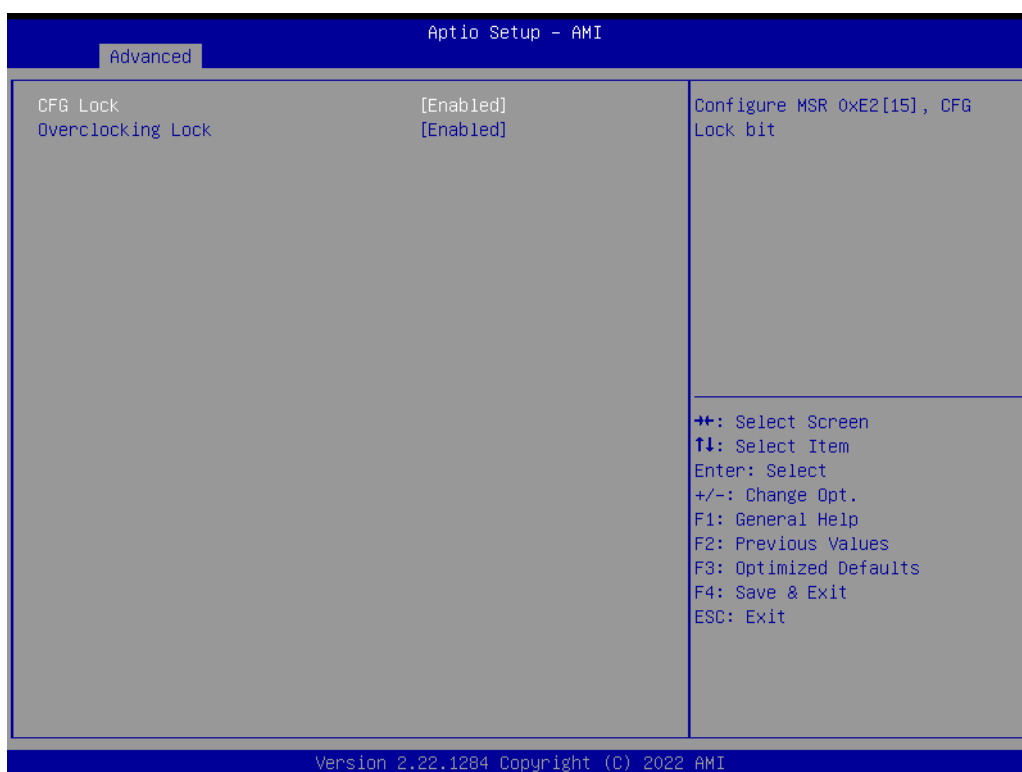 Aptio Setup - AMI
Advanced
CFG Lock [Enabled]
Overclocking Lock [Enabled]
Configure MSR 0xE2[15], CFG
Lock bit
→←: Select Screen
↑↓: Select Item
Enter: Select
+/-: Change Opt.
F1: General Help
F2: Previous Values
F3: Optimized Defaults
F4: Save & Exit
ESC: Exit
Version 2.22.1284 Copyright (C) 2022 AMI